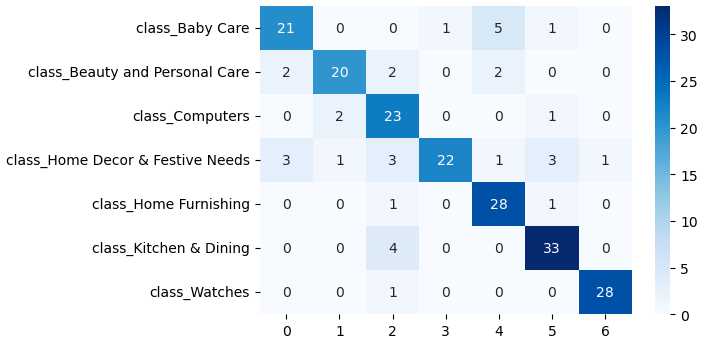 class_Baby Care 21 0 0 1 5 1 0
class_Beauty and Personal Care 2 20 2 0 2 0 0
class_Computers 0 2 23 0 0 1 0
class_Home Decor & Festive Needs 3 1 3 22 1 3 1
class_Home Furnishing 0 0 1 0 28 1 0
class_Kitchen & Dining 0 0 4 0 0 33 0
class_Watches 0 0 1 0 0 0 28
0 1 2 3 4 5 6
30
25
20
15
10
5
0